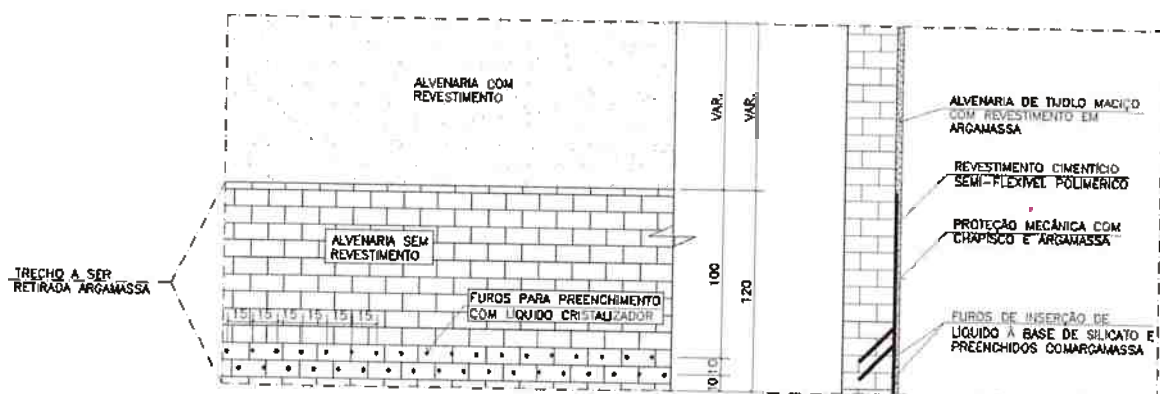 ALVENARIA COM
REVESTIMENTO
VAR.
VAR.
ALVENARIA DE TIJOLO MACIÇO
COM REVESTIMENTO EM
ARGAMASSA
REVESTIMENTO CIMENTÍCIO
SEMI-FLEXÍVEL POLIMÉRICO
ALVENARIA SEM
REVESTIMENTO
PROTEÇÃO MECÂNICA COM
CHAPISCO E ARGAMASSA
TRECHO A SER
RETIRADA ARGAMASSA
100
120
FUROS PARA PREENCHIMENTO
COM LÍQUIDO CRISTALIZADOR
15 15 15 15 15 15
FUROS DE INSERÇÃO DE
LÍQUIDO À BASE DE SILICATO E
PREENCHIDOS COMARGAMASSA
10
10